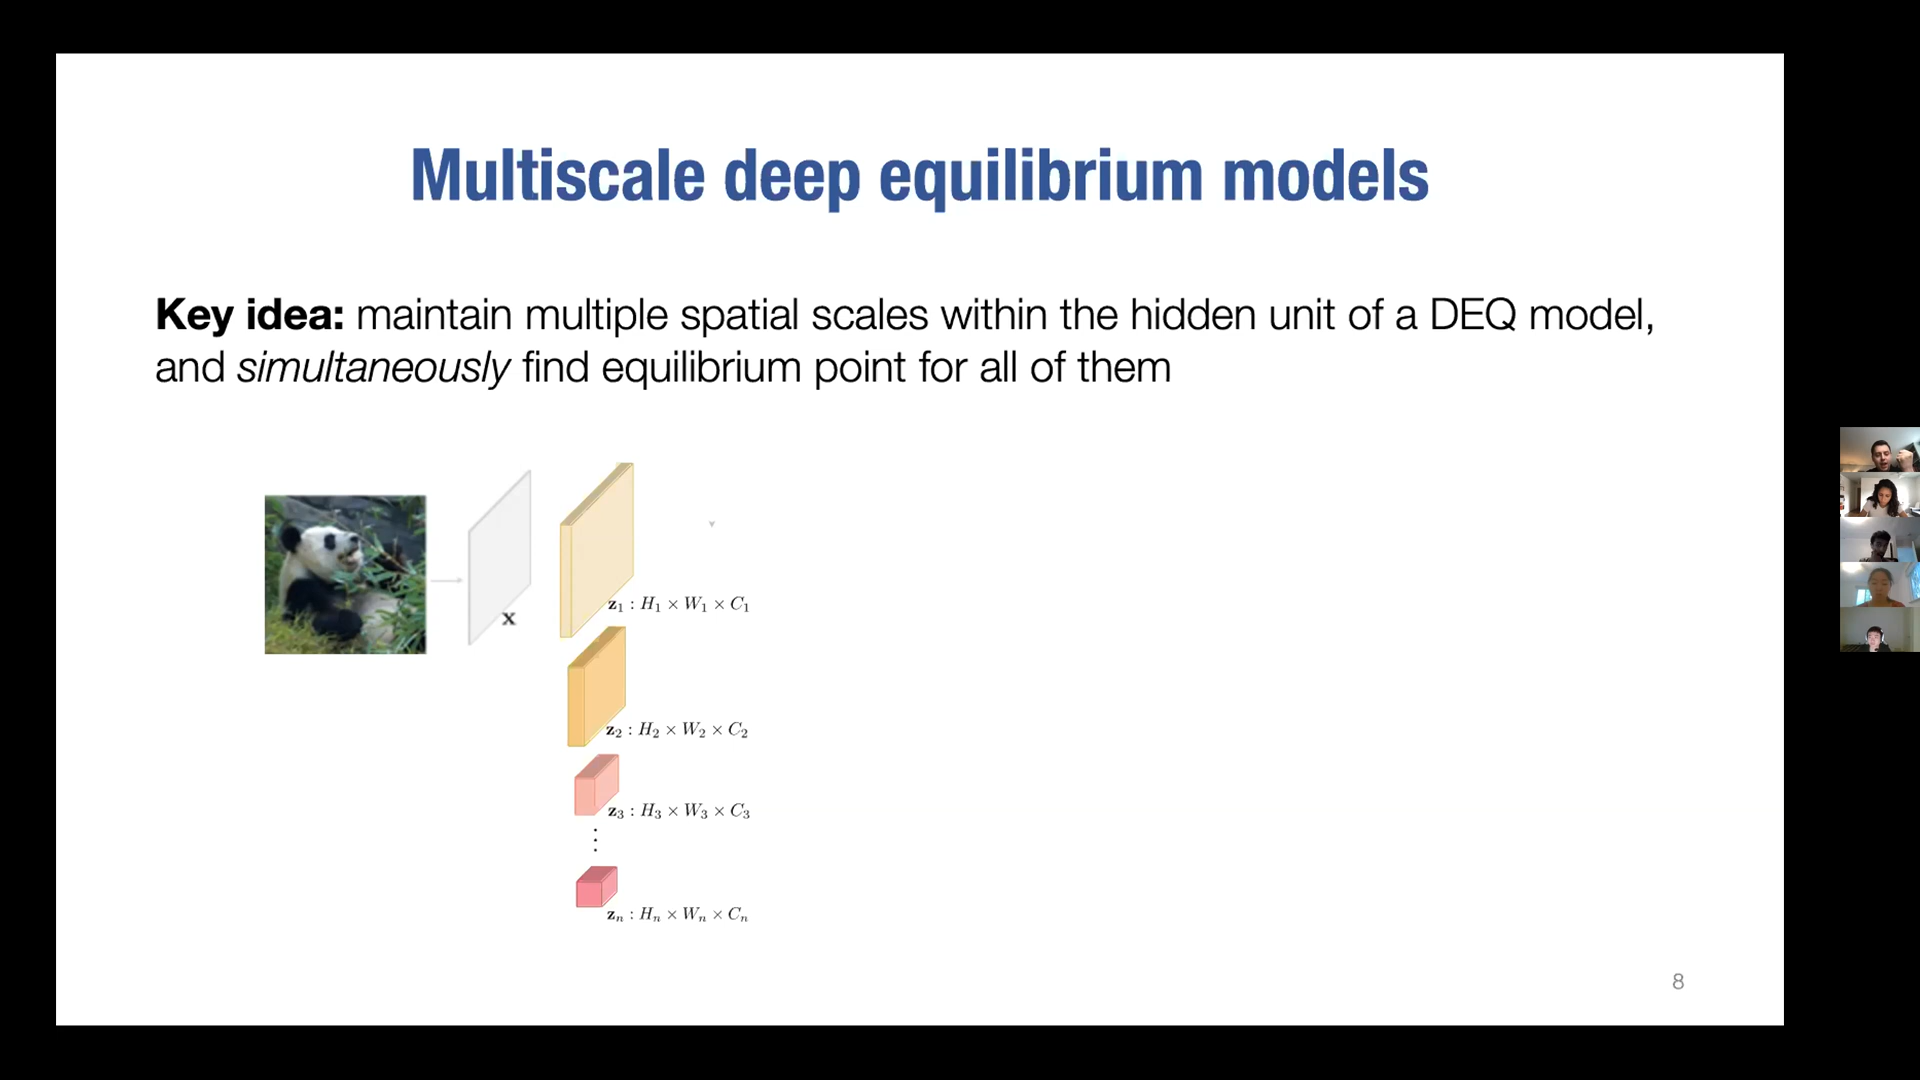 Multiscale deep equilibrium models
Key idea: maintain multiple spatial scales within the hidden unit of a DEQ model,
and simultaneously find equilibrium point for all of them
x
z₁ : H₁ × W₁ × C₁
z₂ : H₂ × W₂ × C₂
z₃ : H₃ × W₃ × C₃
⋮
zₙ : Hₙ × Wₙ × Cₙ
8